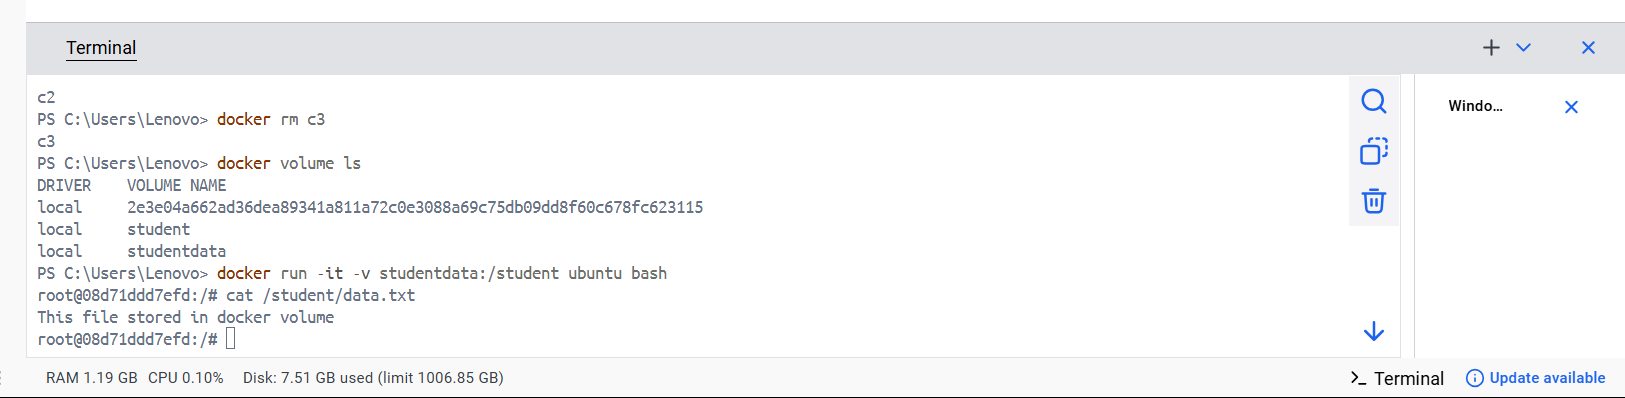 Terminal
c2
PS C:\Users\Lenovo> docker rm c3
c3
PS C:\Users\Lenovo> docker volume ls
DRIVER    VOLUME NAME
local     2e3e04a662ad36dea89341a811a72c0e3088a69c75db09dd8f60c678fc623115
local     student
local     studentdata
PS C:\Users\Lenovo> docker run -it -v studentdata:/student ubuntu bash
root@08d71ddd7efd:/# cat /student/data.txt
This file stored in docker volume
root@08d71ddd7efd:/#
Windo...
RAM 1.19 GB CPU 0.10% Disk: 7.51 GB used (limit 1006.85 GB)
>_ Terminal
Update available